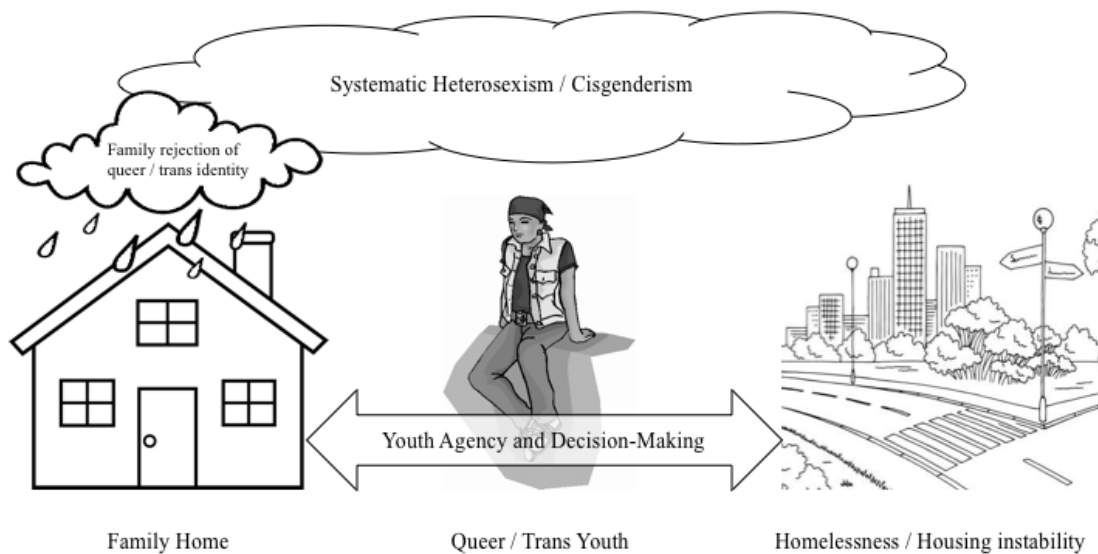 Systematic Heterosexism / Cisgenderism
Family rejection of
queer / trans identity
Youth Agency and Decision-Making
Family Home
Queer / Trans Youth
Homelessness / Housing instability